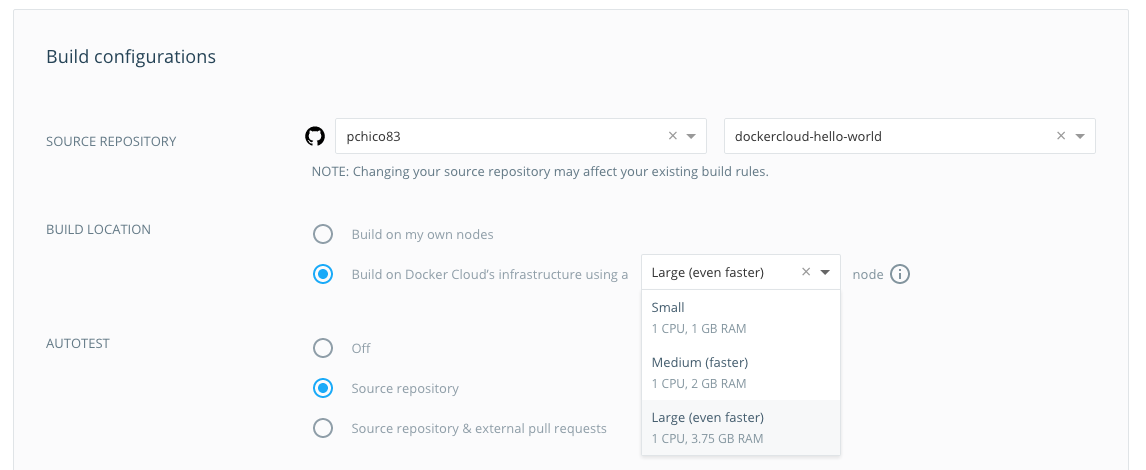 Build configurations
SOURCE REPOSITORY
pchico83
dockercloud-hello-world
NOTE: Changing your source repository may affect your existing build rules.
BUILD LOCATION
Build on my own nodes
Build on Docker Cloud's infrastructure using a
Large (even faster)
node
Small
1 CPU, 1 GB RAM
Medium (faster)
1 CPU, 2 GB RAM
Large (even faster)
1 CPU, 3.75 GB RAM
AUTOTEST
Off
Source repository
Source repository & external pull requests